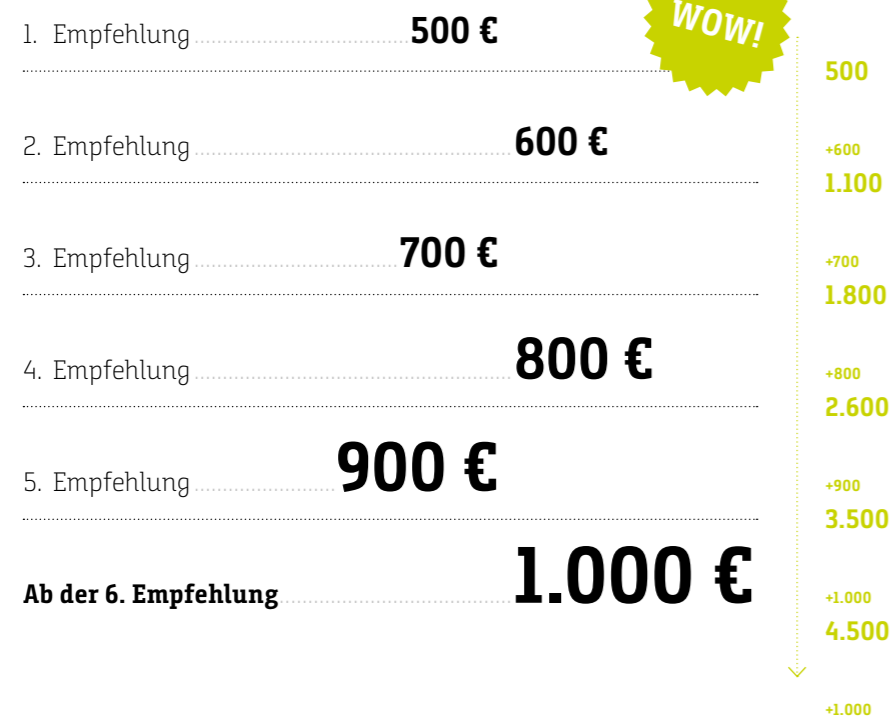 WOW!
1. Empfehlung 500 €
500
2. Empfehlung 600 €
+600
1.100
3. Empfehlung 700 €
+700
1.800
4. Empfehlung 800 €
+800
2.600
5. Empfehlung 900 €
+900
3.500
Ab der 6. Empfehlung 1.000 €
+1.000
4.500
+1.000